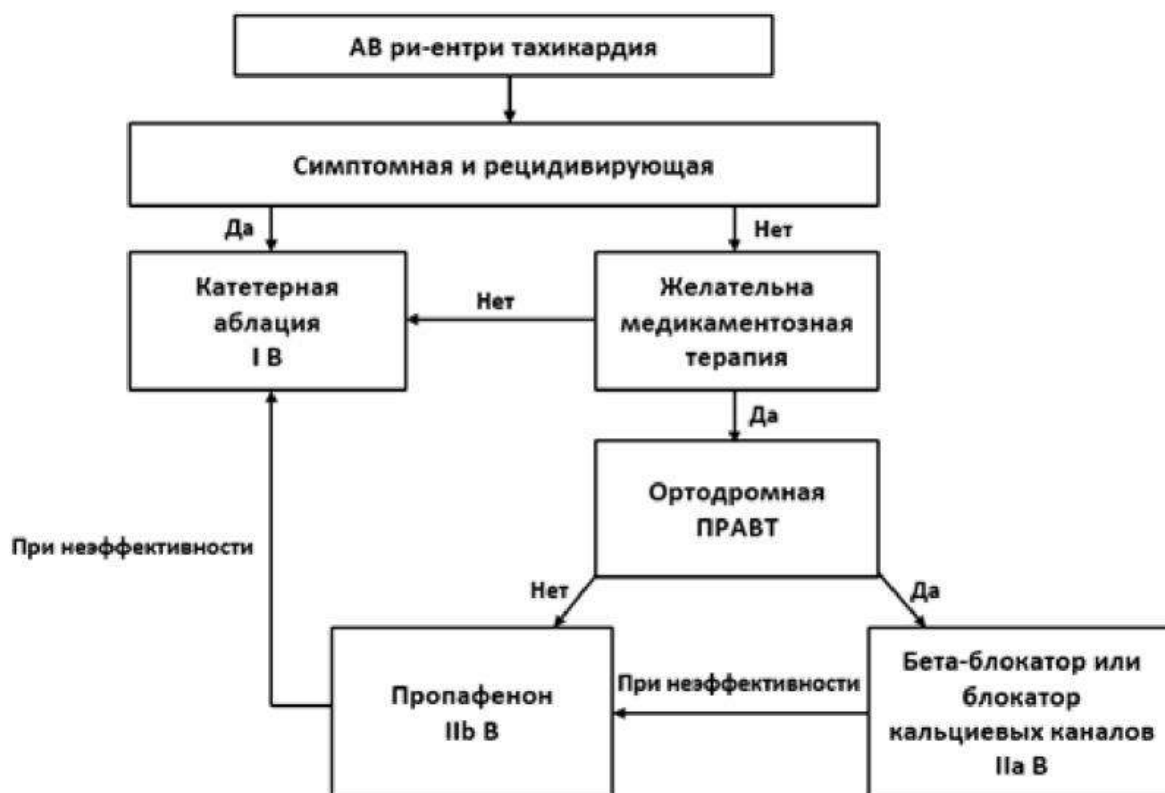 АВ ри-ентри тахикардия
Симптомная и рецидивирующая
Да
Нет
Катетерная
аблация
I B
Нет
Желательна
медикаментозная
терапия
Да
Ортодромная
ПРАВТ
При неэффективности
Нет
Да
Пропафенон
IIb B
При неэффективности
Бета-блокатор или
блокатор
кальциевых каналов
IIa B